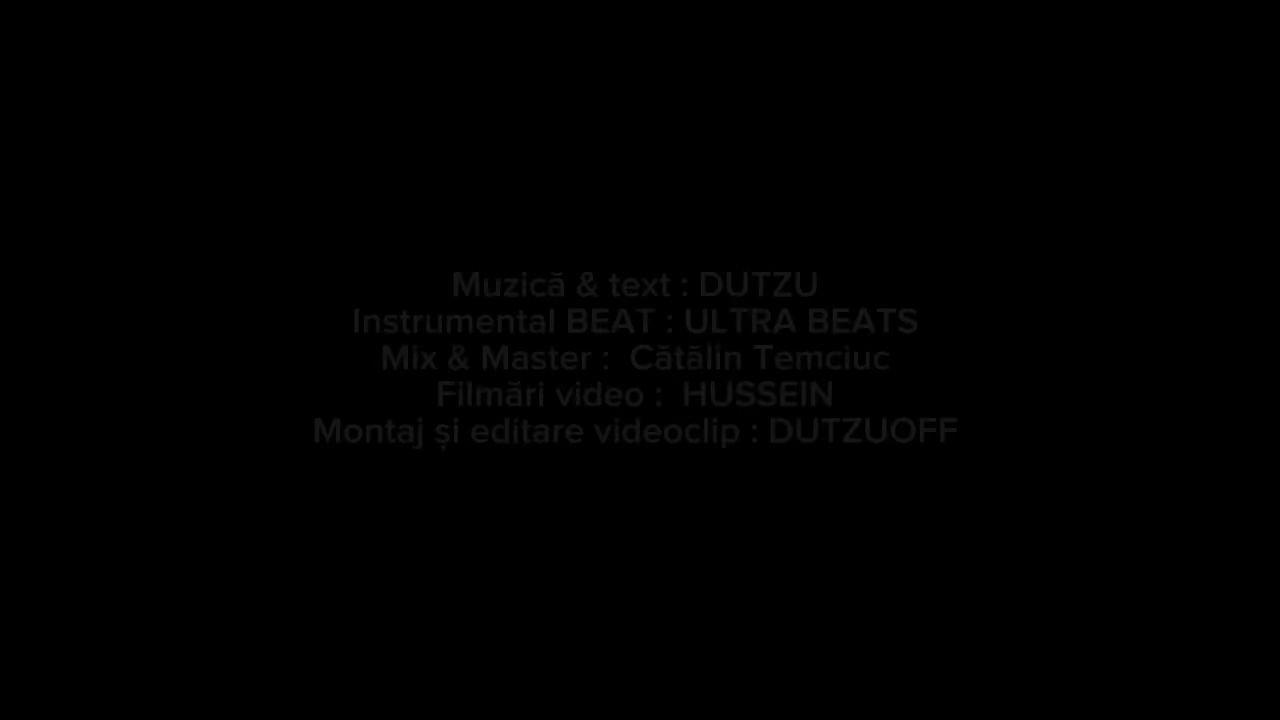 Muzică & text : DUTZU
Instrumental BEAT : ULTRA BEATS
Mix & Master :  Cătălin Temciuc
Filmări video :  HUSSEIN
Montaj și editare videoclip : DUTZUOFF